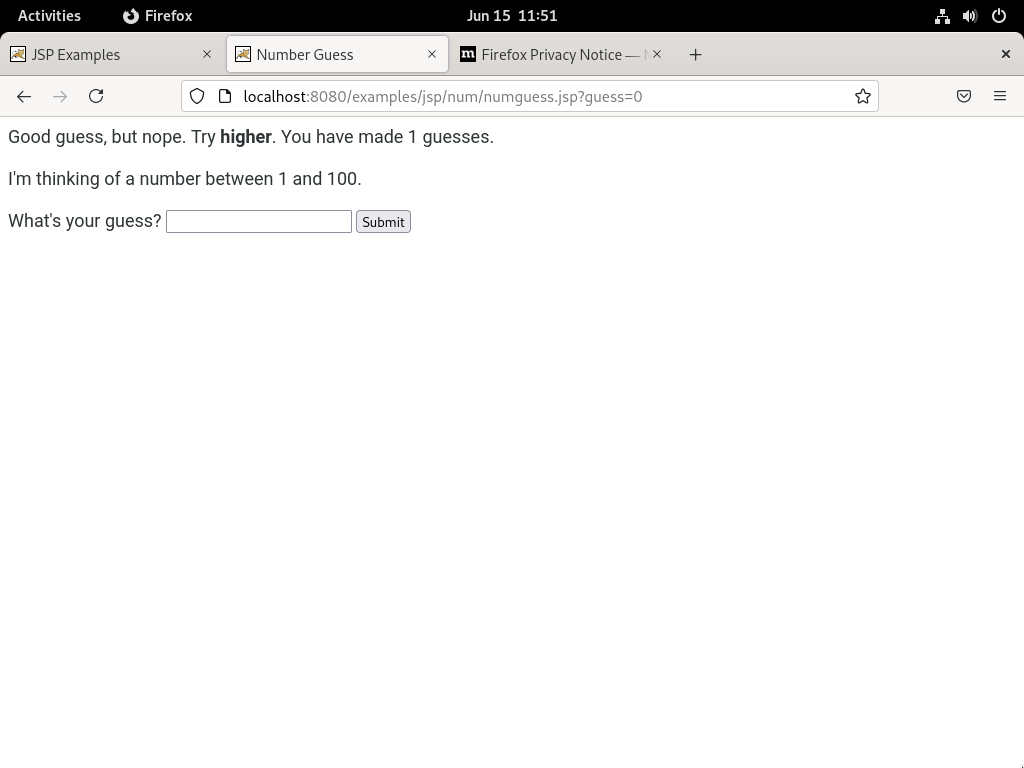 Activities Firefox Jun 15 11:51
JSP Examples Number Guess Firefox Privacy Notice —
localhost:8080/examples/jsp/num/numguess.jsp?guess=0
Good guess, but nope. Try higher. You have made 1 guesses.
I'm thinking of a number between 1 and 100.
What's your guess? Submit